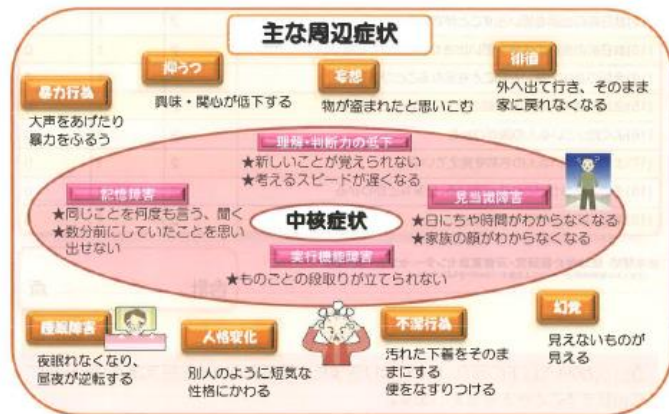 主な周辺症状
暴力行為
大声をあげたり
暴力をふるう
抑うつ
興味・関心が低下する
妄想
物が盗まれたと思いこむ
徘徊
外へ出て行き、そのまま
家に戻れなくなる
理解・判断力の低下
★新しいことが覚えられない
★考えるスピードが遅くなる
記憶障害
★同じことを何度も言う、聞く
★数分前にしていたことを思い
出せない
中核症状
見当識障害
★日にちや時間がわからなくなる
★家族の顔がわからなくなる
実行機能障害
★ものごとの段取りが立てられない
睡眠障害
夜眠れなくなり、
昼夜が逆転する
人格変化
別人のように短気な
性格にかわる
不潔行為
汚れた下着をそのまま
まにする
便をなすりつける
幻覚
見えないものが
見える